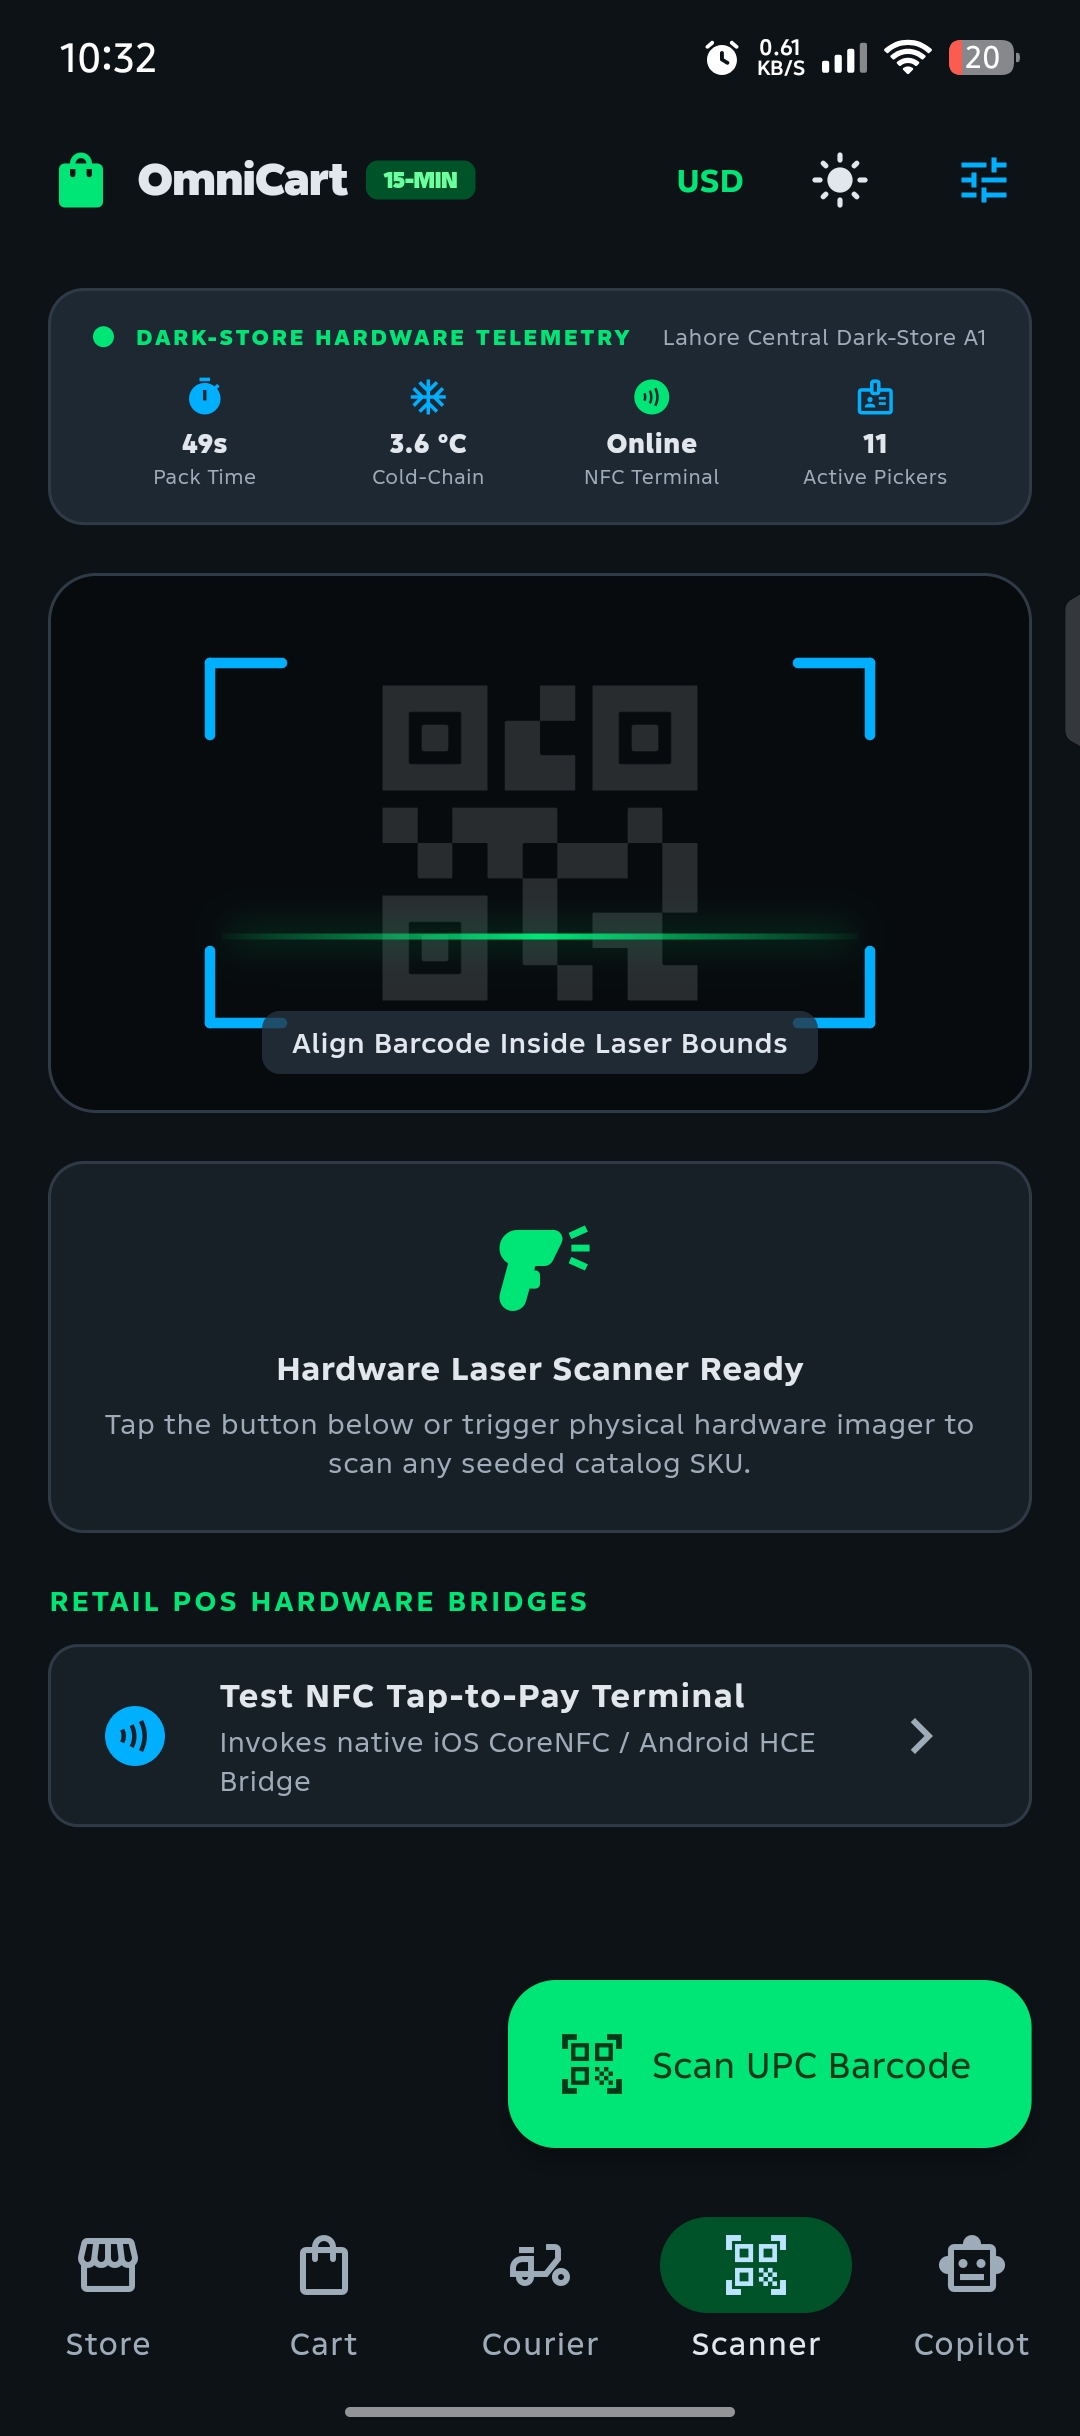 10:32
0.61 KB/S
20
OmniCart 15-MIN USD
DARK-STORE HARDWARE TELEMETRY Lahore Central Dark-Store A1
49s 3.6 °C Online 11
Pack Time Cold-Chain NFC Terminal Active Pickers
Align Barcode Inside Laser Bounds
Hardware Laser Scanner Ready
Tap the button below or trigger physical hardware imager to
scan any seeded catalog SKU.
RETAIL POS HARDWARE BRIDGES
Test NFC Tap-to-Pay Terminal
Invokes native iOS CoreNFC / Android HCE
Bridge
Scan UPC Barcode
Store Cart Courier Scanner Copilot